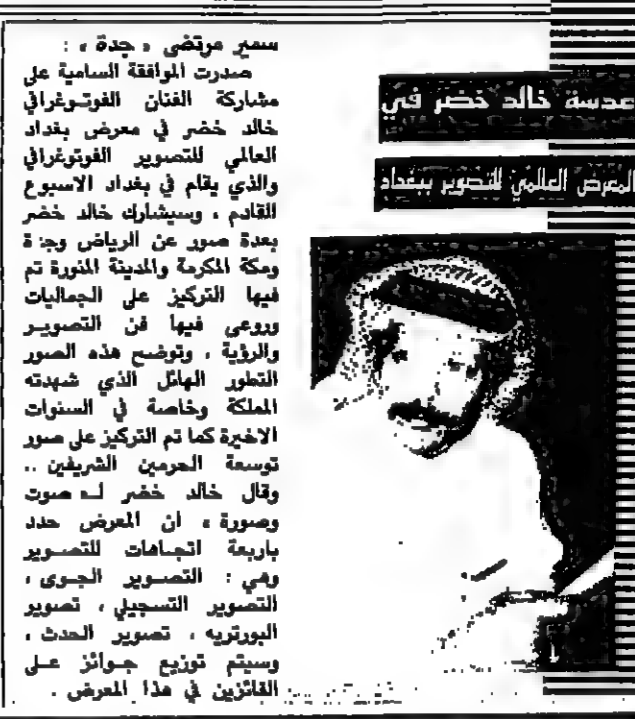 عدسة خالد خضر في
المعرض العالمي للتصوير ببغداد
سمير مرتضى « جدة » :
صدرت الموافقة السامية على
مشاركة الفنان الفوتوغرافي
خالد خضر في معرض بغداد
العالمي للتصوير الفوتوغرافي
والذي يقام في بغداد الاسبوع
القادم ، وسيشارك خالد خضر
بعدة صور عن الرياض وجدة
ومكة المكرمة والمدينة المنورة تم
فيها التركيز على الجماليات
وروعي فيها فن التصوير
والرؤية ، وتوضح هذه الصور
التطور الهائل الذي شهدته
المملكة وخاصة في السنوات
الاخيرة كما تم التركيز على صور
توسعة الحرمين الشريفين ..
وقال خالد خضر لـ« صوت
وصورة » ان المعرض حدد
باربعة اتجاهات للتصوير
وهي : التصوير الجوى ،
التصوير التسجيلي ، تصوير
البورتريه ، تصوير الحدث ،
وسيتم توزيع جوائز على
الفائزين في هذا المعرض .